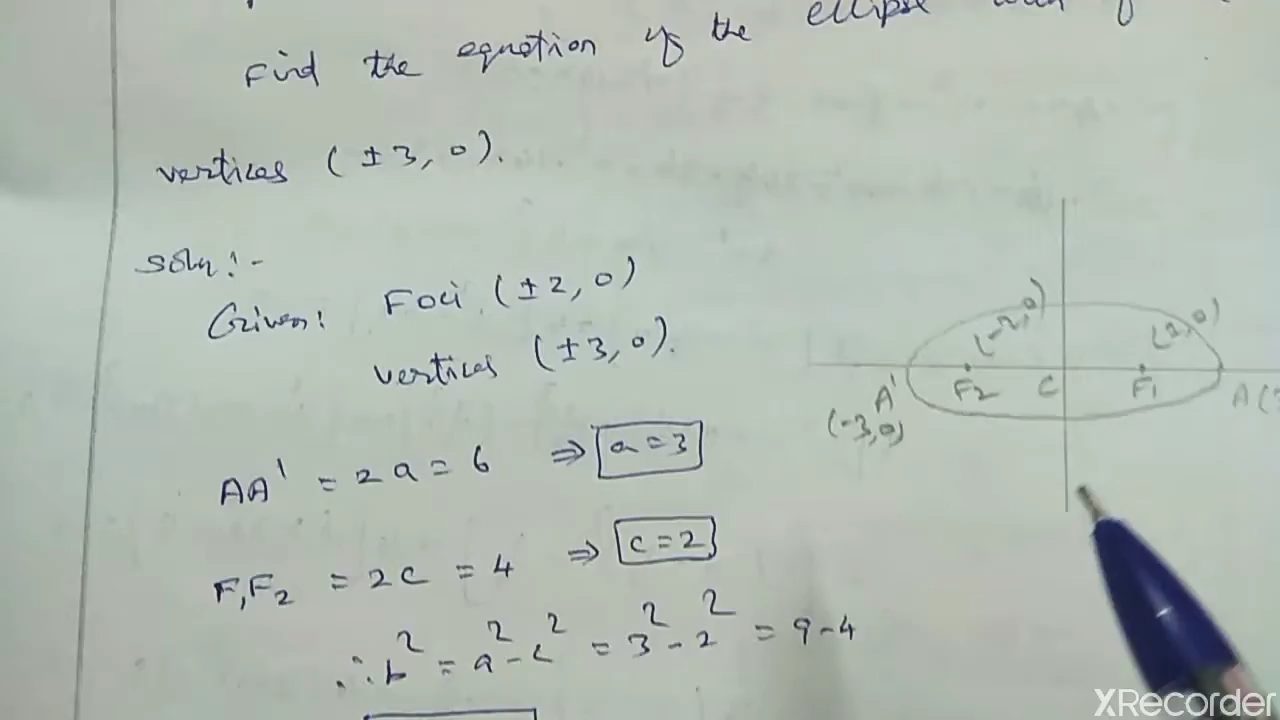 Find the equation of the ellipse
vertices (±3, 0).
Soln:-
Given: Foci (±2, 0)
vertices (±3, 0).
AA' = 2a = 6 ⇒ a = 3
F₁F₂ = 2c = 4 ⇒ c = 2
∴ b² = a² - c² = 3² - 2² = 9 - 4
(-2, 0)
(2, 0)
A' F2 C F1 A
(-3, 0)
XRecorder